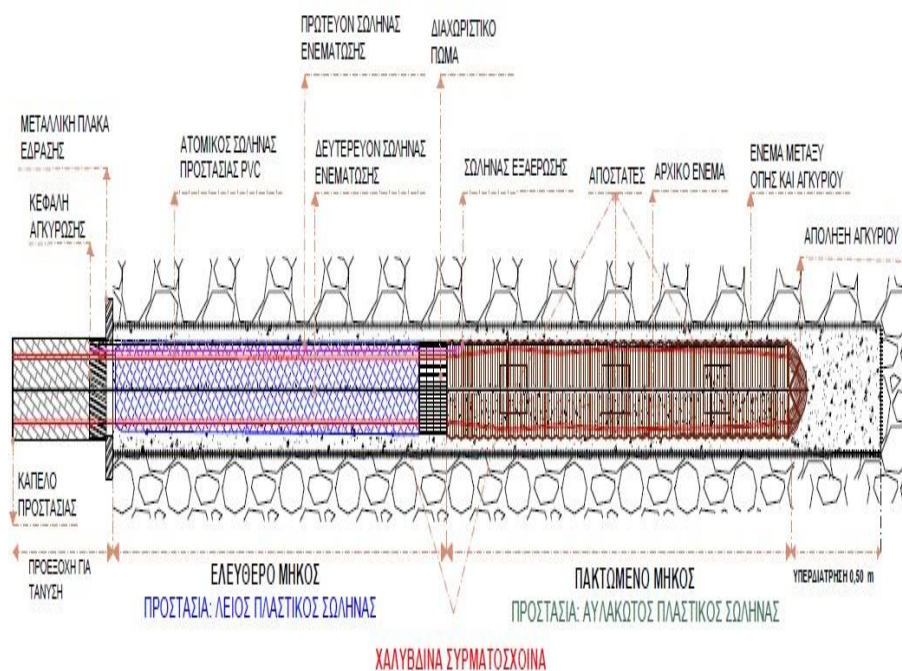 ΠΡΩΤΕΥΟΝ ΣΩΛΗΝΑΣ
ΕΝΕΜΑΤΩΣΗΣ
ΔΙΑΧΩΡΙΣΤΙΚΟ
ΠΩΜΑ
ΜΕΤΑΛΛΙΚΗ ΠΛΑΚΑ
ΕΔΡΑΣΗΣ
ΑΤΟΜΙΚΟΣ ΣΩΛΗΝΑΣ
ΠΡΟΣΤΑΣΙΑΣ PVC
ΔΕΥΤΕΡΕΥΟΝ ΣΩΛΗΝΑΣ
ΕΝΕΜΑΤΩΣΗΣ
ΣΩΛΗΝΑΣ ΕΞΑΕΡΩΣΗΣ
ΑΠΟΣΤΑΤΕΣ
ΑΡΧΙΚΟ ΕΝΕΜΑ
ΕΝΕΜΑ ΜΕΤΑΞΥ
ΟΠΗΣ ΚΑΙ ΑΓΚΥΡΙΟΥ
ΚΕΦΑΛΗ
ΑΓΚΥΡΩΣΗΣ
ΑΠΟΛΗΞΗ ΑΓΚΥΡΙΟΥ
ΚΑΠΕΛΟ
ΠΡΟΣΤΑΣΙΑΣ
ΠΡΟΕΞΟΧΗ ΓΙΑ
ΤΑΝΥΣΗ
ΕΛΕΥΘΕΡΟ ΜΗΚΟΣ
ΠΡΟΣΤΑΣΙΑ: ΛΕΙΟΣ ΠΛΑΣΤΙΚΟΣ ΣΩΛΗΝΑΣ
ΠΑΚΤΩΜΕΝΟ ΜΗΚΟΣ
ΠΡΟΣΤΑΣΙΑ: ΑΥΛΑΚΩΤΟΣ ΠΛΑΣΤΙΚΟΣ ΣΩΛΗΝΑΣ
ΥΠΕΡΔΙΑΤΡΗΣΗ 0,50 m
ΧΑΛΥΒΔΙΝΑ ΣΥΡΜΑΤΟΣΧΟΙΝΑ